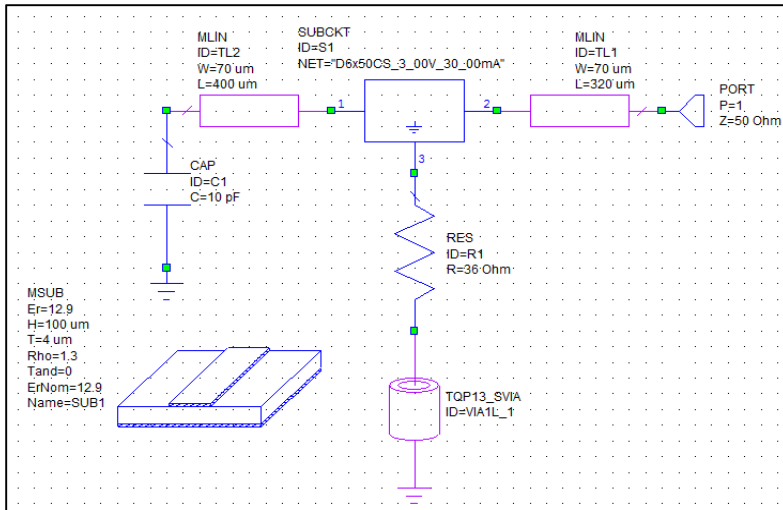 MLIN
ID=TL2
W=70 um
L=400 um
SUBCKT
ID=S1
NET="D6x50CS_3_00V_30_00mA"
MLIN
ID=TL1
W=70 um
L=320 um
PORT
P=1
Z=50 Ohm
1
2
3
CAP
ID=C1
C=10 pF
RES
ID=R1
R=36 Ohm
MSUB
Er=12.9
H=100 um
T=4 um
Rho=1.3
Tand=0
ErNom=12.9
Name=SUB1
TQP13_SVIA
ID=VIA1L_1